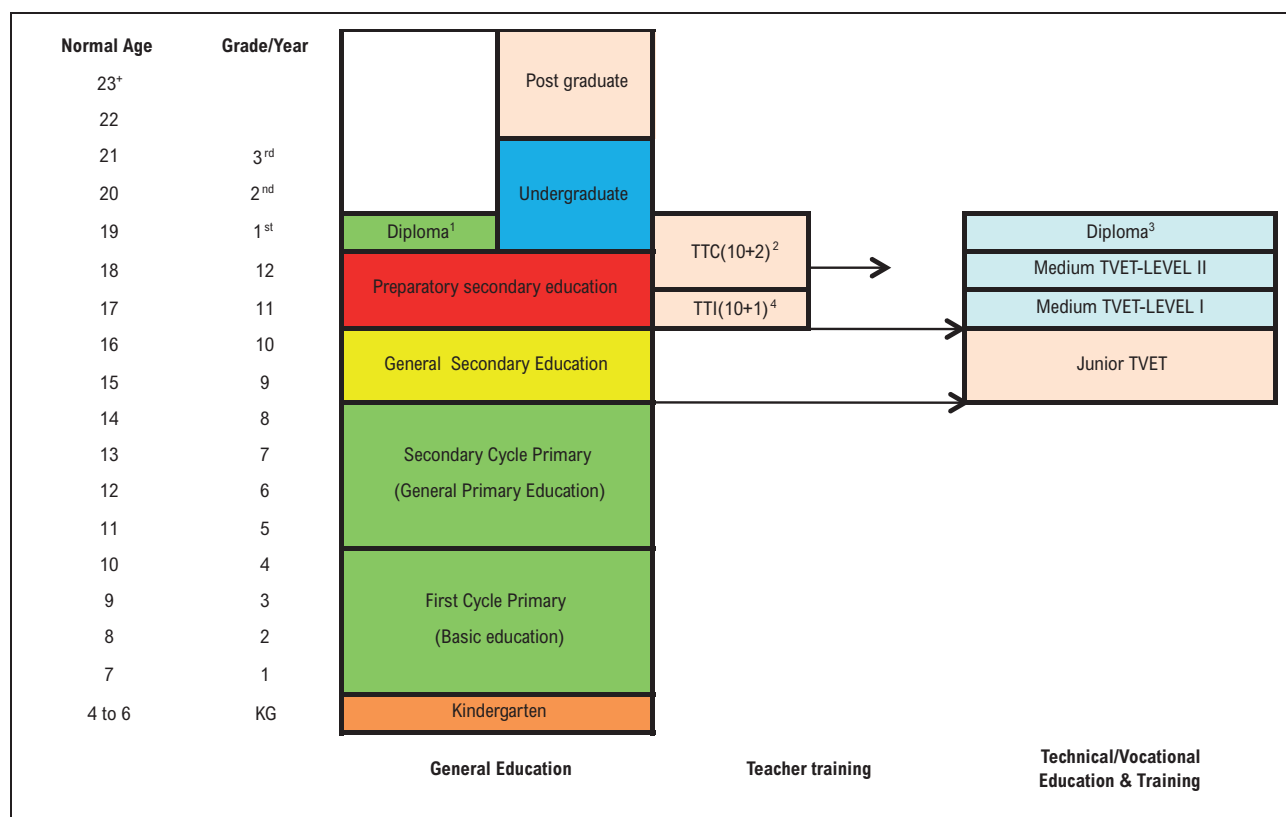 Normal Age Grade/Year
23+ Post graduate
22
21 3rd
20 2nd Undergraduate
19 1st Diploma1 TTC(10+2)2 Diploma3
18 12 Preparatory secondary education Medium TVET-LEVEL II
17 11 TTI(10+1)4 Medium TVET-LEVEL I
16 10 General Secondary Education Junior TVET
15 9
14 8
13 7 Secondary Cycle Primary
12 6 (General Primary Education)
11 5
10 4
9 3 First Cycle Primary
8 2 (Basic education)
7 1
4 to 6 KG Kindergarten
General Education Teacher training Technical/Vocational
Education & Training